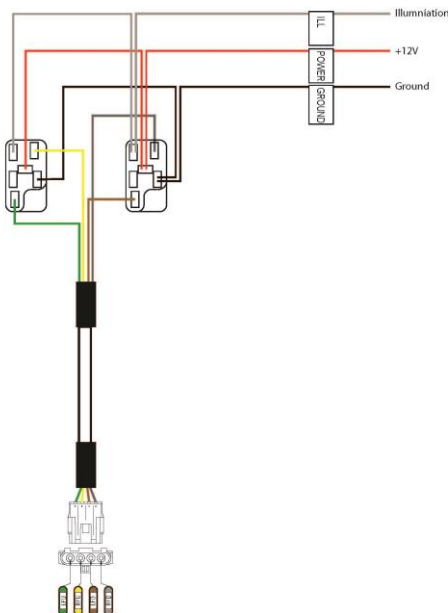 Illumniation
ILL
+12V
POWER
Ground
GROUND